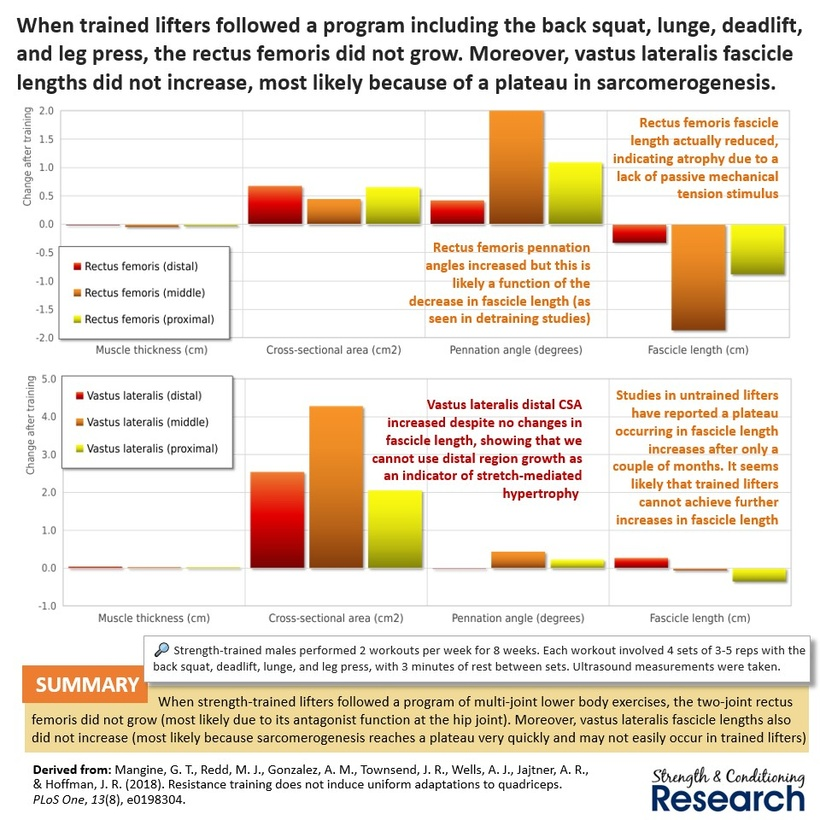 When trained lifters followed a program including the back squat, lunge, deadlift,
and leg press, the rectus femoris did not grow. Moreover, vastus lateralis fascicle
lengths did not increase, most likely because of a plateau in sarcomerogenesis.
Change after training
2.0
1.5
1.0
0.5
0.0
-0.5
-1.0
-1.5
-2.0
Rectus femoris fascicle
length actually reduced,
indicating atrophy due to a
lack of passive mechanical
tension stimulus
Rectus femoris pennation
angles increased but this is
likely a function of the
decrease in fascicle length (as
seen in detraining studies)
Rectus femoris (distal)
Rectus femoris (middle)
Rectus femoris (proximal)
Muscle thickness (cm)
Cross-sectional area (cm2)
Pennation angle (degrees)
Fascicle length (cm)
Change after training
5.0
4.0
3.0
2.0
1.0
0.0
-1.0
Vastus lateralis (distal)
Vastus lateralis (middle)
Vastus lateralis (proximal)
Vastus lateralis distal CSA
increased despite no changes in
fascicle length, showing that we
cannot use distal region growth as
an indicator of stretch-mediated
hypertrophy
Studies in untrained lifters
have reported a plateau
occurring in fascicle length
increases after only a
couple of months. It seems
likely that trained lifters
cannot achieve further
increases in fascicle length
Muscle thickness (cm)
Cross-sectional area (cm2)
Pennation angle (degrees)
Fascicle length (cm)
Strength-trained males performed 2 workouts per week for 8 weeks. Each workout involved 4 sets of 3-5 reps with the
back squat, deadlift, lunge, and leg press, with 3 minutes of rest between sets. Ultrasound measurements were taken.
SUMMARY
When strength-trained lifters followed a program of multi-joint lower body exercises, the two-joint rectus
femoris did not grow (most likely due to its antagonist function at the hip joint). Moreover, vastus lateralis fascicle lengths also
did not increase (most likely because sarcomerogenesis reaches a plateau very quickly and may not easily occur in trained lifters)
Derived from: Mangine, G. T., Redd, M. J., Gonzalez, A. M., Townsend, J. R., Wells, A. J., Jajtner, A. R.,
& Hoffman, J. R. (2018). Resistance training does not induce uniform adaptations to quadriceps.
PLoS One, 13(8), e0198304.
Strength & Conditioning
Research